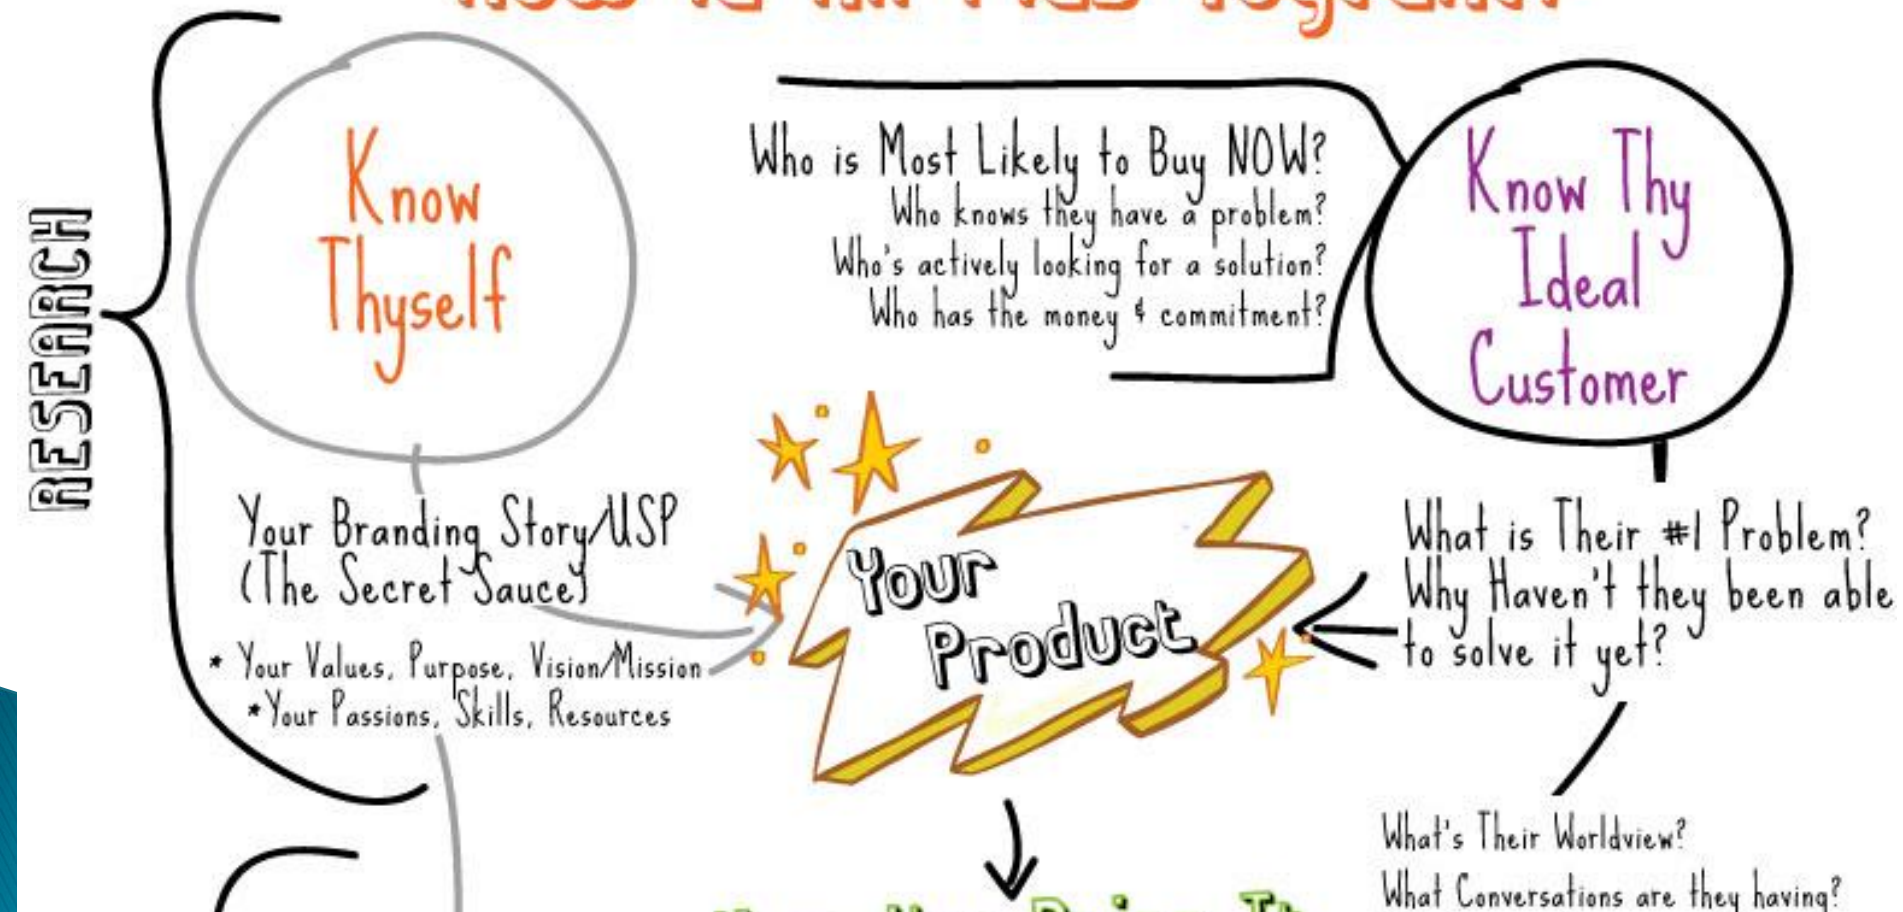 RESEARCH
Know
Thyself
Your Branding Story/USP
(The Secret Sauce)
* Your Values, Purpose, Vision/Mission
*Your Passions, Skills, Resources
Who is Most Likely to Buy NOW?
Who knows they have a problem?
Who's actively looking for a solution?
Who has the money & commitment?
Know Thy
Ideal
Customer
Your
Product
What is Their #1 Problem?
Why Haven't they been able
to solve it yet?
What's Their Worldview?
What Conversations are they having?